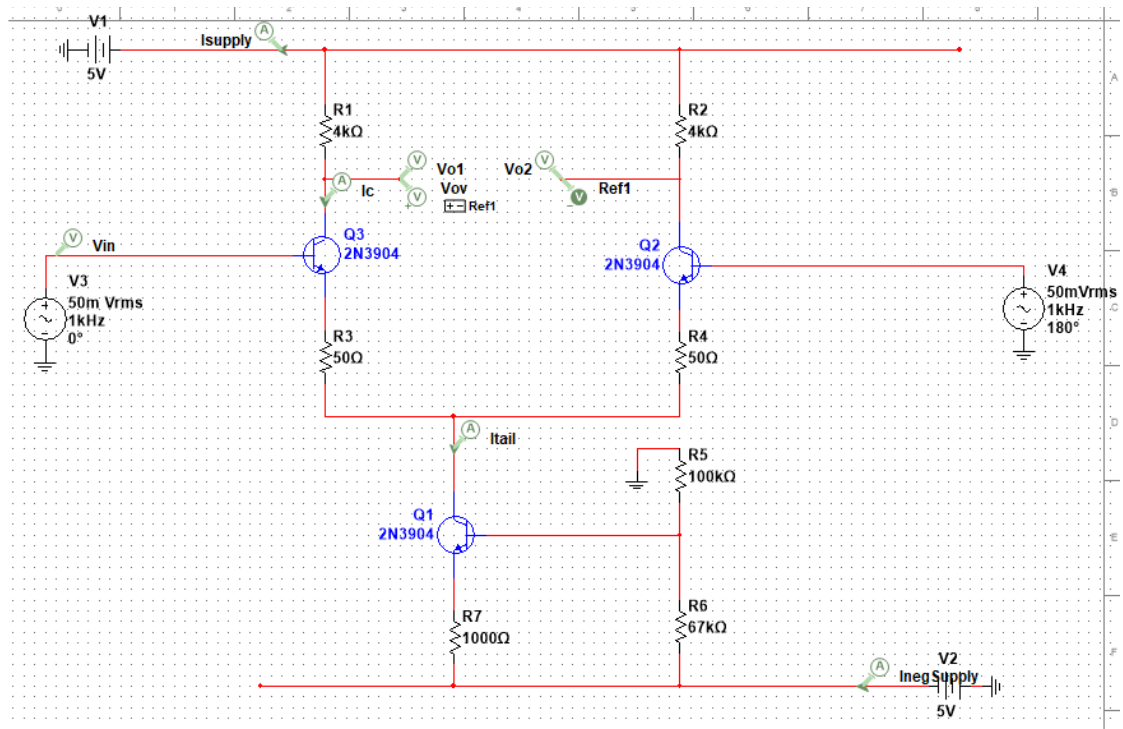 V1
A
Isupply
5V
A
R1
4kΩ
R2
4kΩ
V
Vo1
Vo2
V
A
Ic
V
Vov
Ref1
V
B
+
+ - Ref1
−
V
Vin
Q3
2N3904
Q2
2N3904
V3
50m Vrms
1kHz
0°
V4
50mVrms
1kHz
180°
C
R3
50Ω
R4
50Ω
D
A
Itail
R5
100kΩ
Q1
2N3904
E
R7
1000Ω
R6
67kΩ
F
A
V2
InegSupply
5V